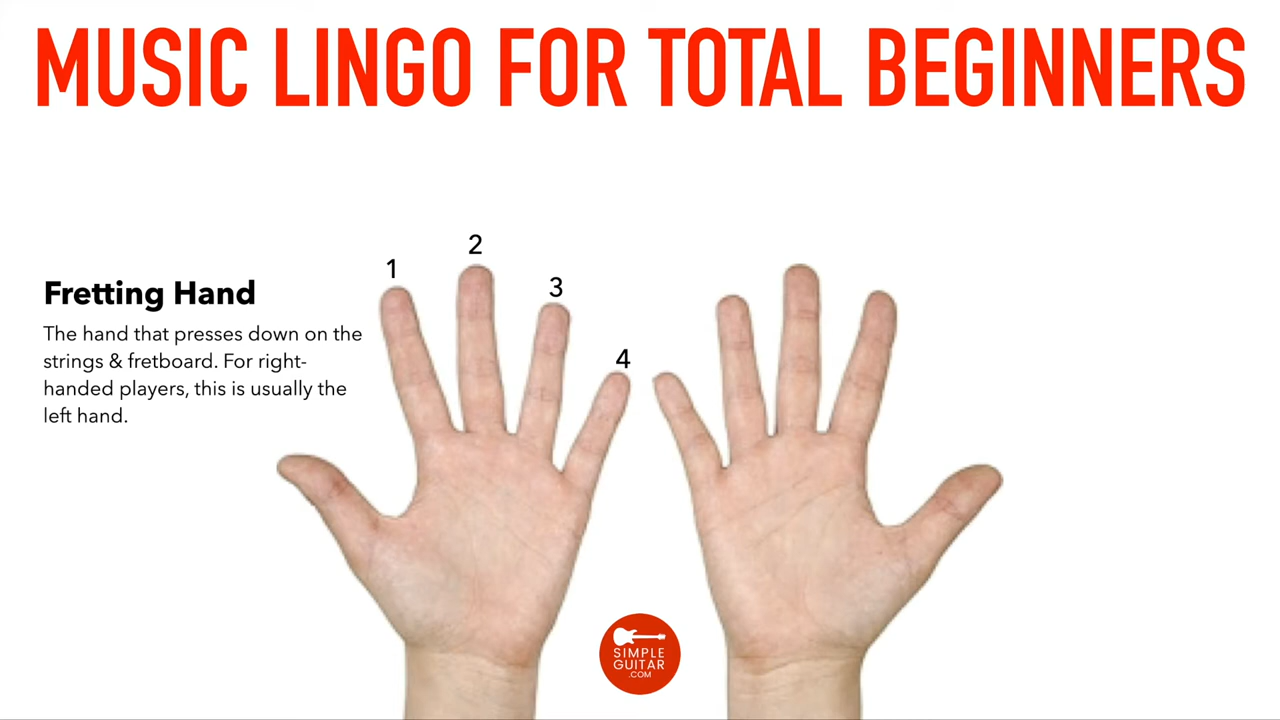 MUSIC LINGO FOR TOTAL BEGINNERS
1
2
3
4
Fretting Hand
The hand that presses down on the
strings & fretboard. For right-
handed players, this is usually the
left hand.
SIMPLE
GUITAR
.COM